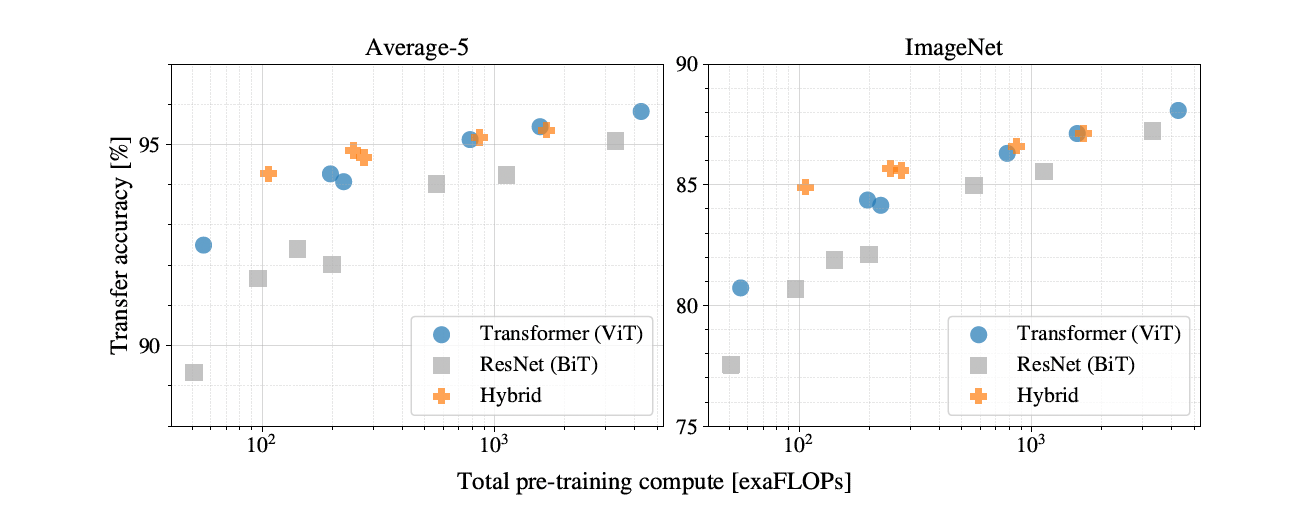 Average-5
ImageNet
Transfer accuracy [%]
95
90
10²
10³
Transformer (ViT)
ResNet (BiT)
Hybrid
90
85
80
75
10²
10³
Transformer (ViT)
ResNet (BiT)
Hybrid
Total pre-training compute [exaFLOPs]